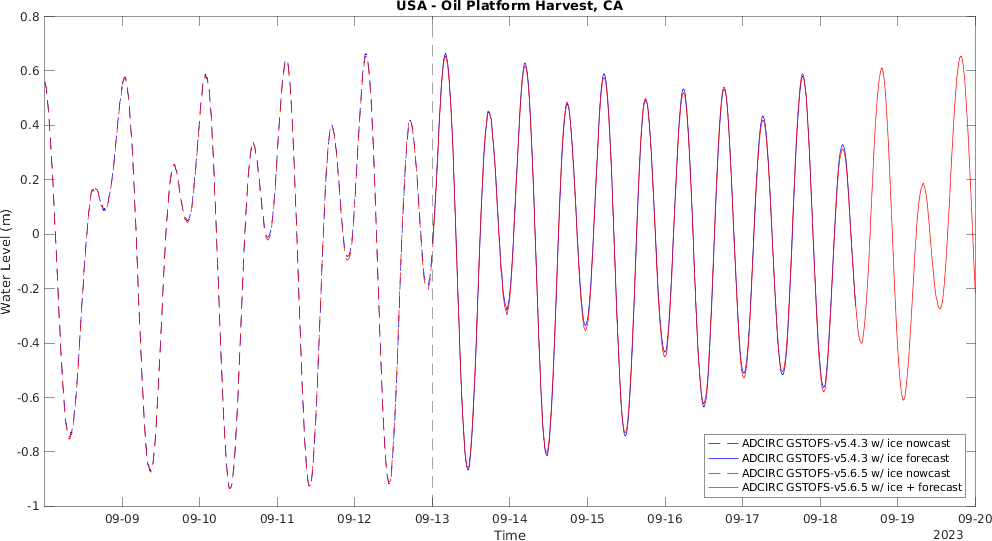 USA - Oil Platform Harvest, CA
0.8
0.6
0.4
0.2
0
-0.2
-0.4
-0.6
-0.8
-1
Water Level (m)
ADCIRC GSTOFS-v5.4.3 w/ ice nowcast
ADCIRC GSTOFS-v5.4.3 w/ ice forecast
ADCIRC GSTOFS-v5.6.5 w/ ice nowcast
ADCIRC GSTOFS-v5.6.5 w/ ice + forecast
09-09 09-10 09-11 09-12 09-13 09-14 09-15 09-16 09-17 09-18 09-19 09-20
Time
2023